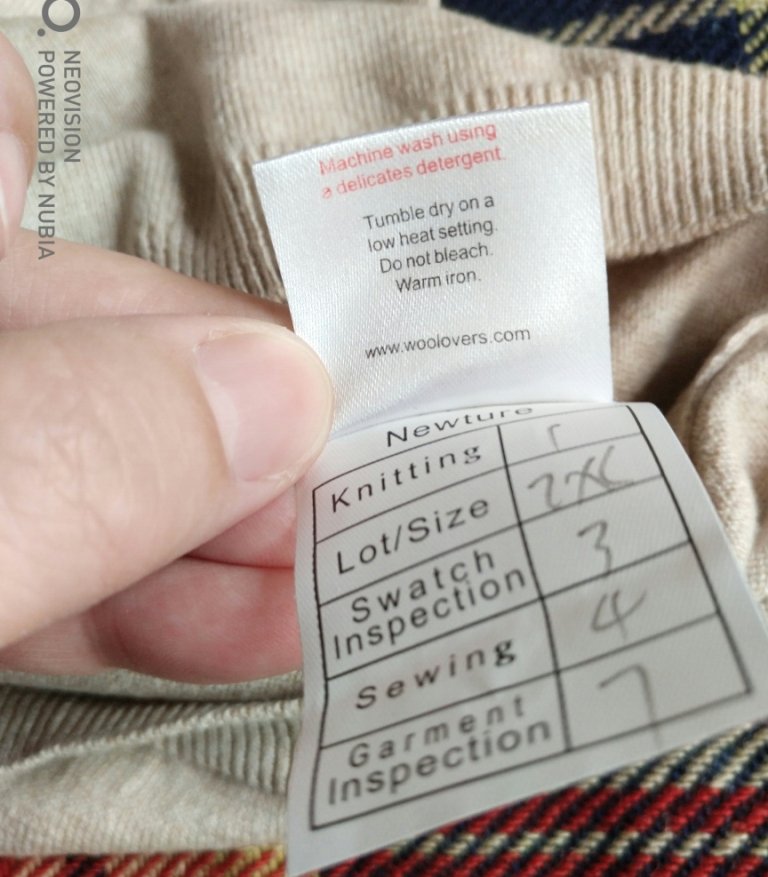 NEOVISION
POWERED BY NUBIA
Machine wash using
a delicates detergent.
Tumble dry on a
low heat setting.
Do not bleach.
Warm iron.
www.woolovers.com
Newture
Knitting
Lot/Size 2XL
Swatch
Inspection 3
Sewing 4
Garment
Inspection 7